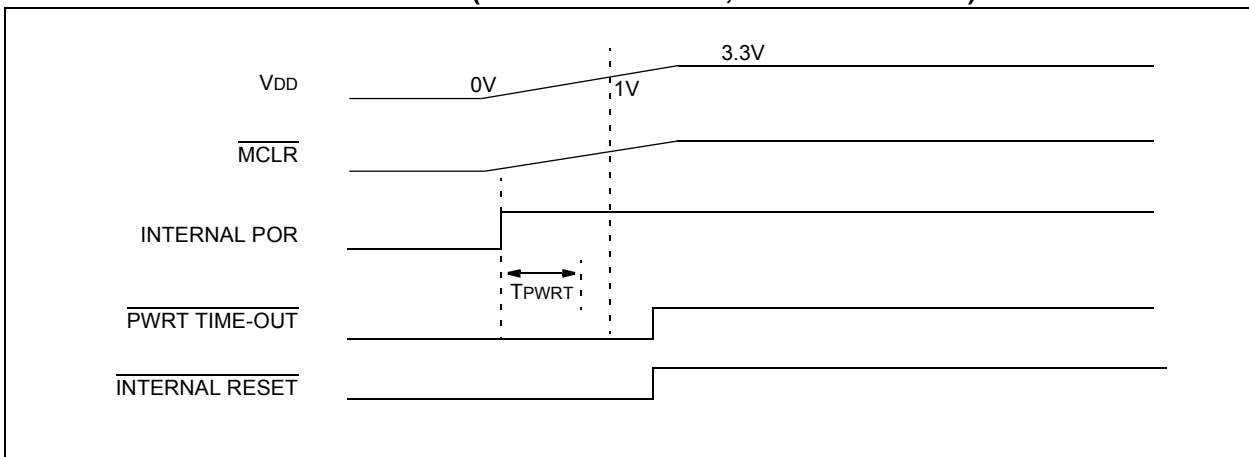 3.3V
VDD
0V
1V
MCLR
INTERNAL POR
TPWRT
PWRT TIME-OUT
INTERNAL RESET